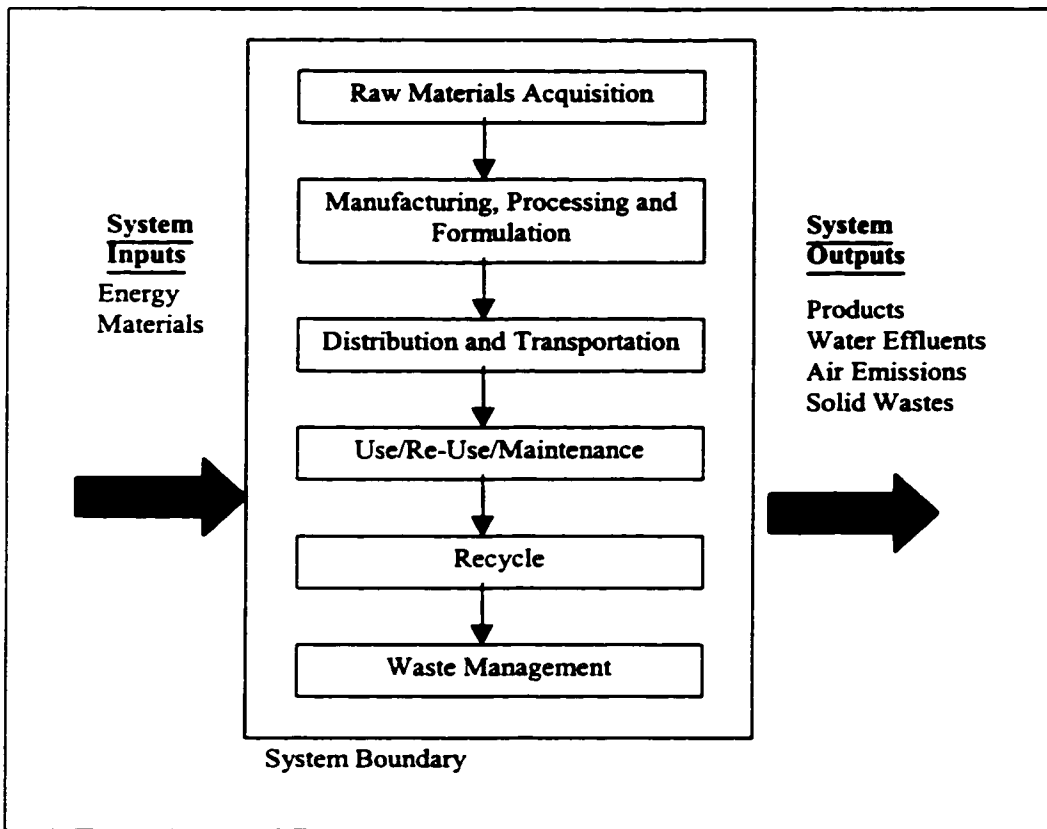 Raw Materials Acquisition
Manufacturing, Processing and
Formulation
System
Inputs
Energy
Materials
System
Outputs
Products
Water Effluents
Air Emissions
Solid Wastes
Distribution and Transportation
Use/Re-Use/Maintenance
Recycle
Waste Management
System Boundary